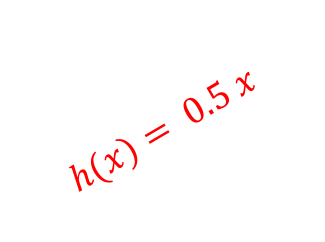 h(x) = 0.5 x